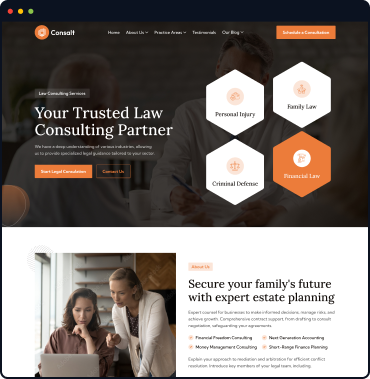 Consalt
Home About Us Practice Areas Testimonials Our Blog
Schedule a Consultation
Law Consulting Services
Your Trusted Law
Consulting Partner
We have a deep understanding of various industries, allowing
us to provide specialized legal guidance tailored to your sector.
Start Legal Consultation Contact Us
Personal Injury
Family Law
Criminal Defense
Financial Law
About Us
Secure your family's future
with expert estate planning
Expert counsel for businesses to make informed decisions, manage risks, and
achieve growth. Comprehensive contract support, from drafting to
negotiation, safeguarding your agreements.
Financial Freedom Consulting Next Generation Accounting
Money Management Consulting Short-Range Finance Planning
Explain your approach to mediation and arbitration for efficient conflict
resolution. Introduce key members of your legal team, including